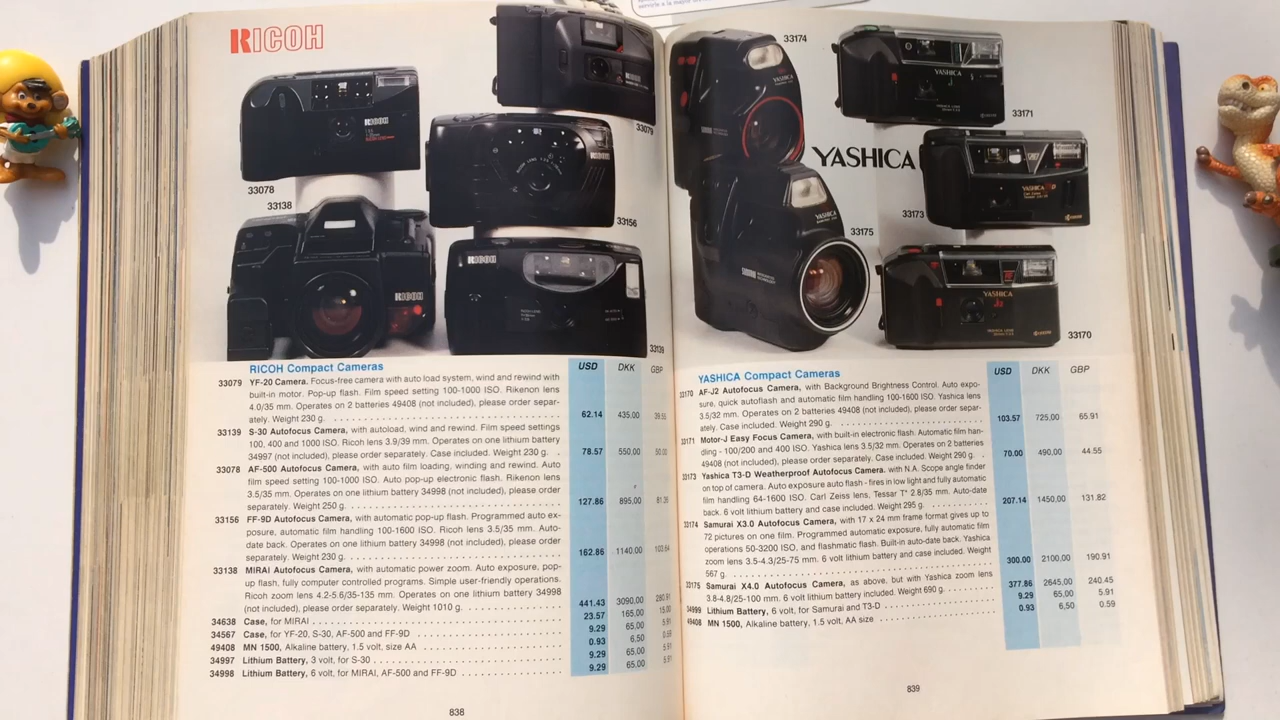 RICOH
33079
33078
33138
33156
33139
RICOH
RICOH
RICOH
RICOH Compact Cameras
USD DKK GBP
33079 YF-20 Camera. Focus-free camera with auto load system, wind and rewind with
built-in motor. Pop-up flash. Film speed setting 100-1000 ISO. Rikenon lens
4.0/35 mm. Operates on 2 batteries 49408 (not included), please order separ-
ately. Weight 230 g. 62.14 435,00 39.55
33139 S-30 Autofocus Camera, with autoload, wind and rewind. Film speed settings
100, 400 and 1000 ISO. Ricoh lens 3.9/39 mm. Operates on one lithium battery
34997 (not included), please order separately. Case included. Weight 230 g. 78.57 550,00 50.00
33078 AF-500 Autofocus Camera, with auto film loading, winding and rewind. Auto
film speed setting 100-1000 ISO. Auto pop-up electronic flash. Rikenon lens
3.5/35 mm. Operates on one lithium battery 34998 (not included), please order
separately. Weight 250 g. 127.86 895,00 81.36
33156 FF-9D Autofocus Camera, with automatic pop-up flash. Programmed auto ex-
posure, automatic film handling 100-1600 ISO. Ricoh lens 3.5/35 mm. Auto-
date back. Operates on one lithium battery 34998 (not included), please order
separately. Weight 230 g. 162.86 1140,00 103.64
33138 MIRAI Autofocus Camera, with automatic power zoom. Auto exposure, pop-
up flash, fully computer controlled programs. Simple user-friendly operations.
Ricoh zoom lens 4.2-5.6/35-135 mm. Operates on one lithium battery 34998
(not included), please order separately. Weight 1010 g. 441.43 3090,00 280.91
34638 Case, for MIRAI 23.57 165,00 15.00
34567 Case, for YF-20, S-30, AF-500 and FF-9D 9.29 65,00 5.91
49408 MN 1500, Alkaline battery, 1.5 volt, size AA 0.93 6,50 0.59
34997 Lithium Battery, 3 volt, for S-30 9.29 65,00 5.91
34998 Lithium Battery, 6 volt, for MIRAI, AF-500 and FF-9D 9.29 65,00 5.91
838
33174
33171
YASHICA
33173
33175
33170
YASHICA
YASHICA
YASHICA
YASHICA
YASHICA
YASHICA Compact Cameras
USD DKK GBP
33170 AF-J2 Autofocus Camera, with Background Brightness Control. Auto expo-
sure, quick autoflash and automatic film handling 100-1600 ISO. Yashica lens
3.5/32 mm. Operates on 2 batteries 49408 (not included), please order separ-
ately. Case included. Weight 290 g. 103.57 725,00 65.91
33171 Motor-J Easy Focus Camera, with built-in electronic flash. Automatic film han-
dling - 100/200 and 400 ISO. Yashica lens 3.5/32 mm. Operates on 2 batteries
49408 (not included), please order separately. Case included. Weight 290 g. 70.00 490,00 44.55
33173 Yashica T3-D Weatherproof Autofocus Camera. with N.A. Scope angle finder
on top of camera. Auto exposure auto flash - fires in low light and fully automatic
film handling 64-1600 ISO. Carl Zeiss lens, Tessar T* 2.8/35 mm. Auto-date
back. 6 volt lithium battery and case included. Weight 295 g. 207.14 1450,00 131.82
33174 Samurai X3.0 Autofocus Camera, with 17 x 24 mm frame format gives up to
72 pictures on one film. Programmed automatic exposure, fully automatic film
operations 50-3200 ISO, and flashmatic flash. Built-in auto-date back. Yashica
zoom lens 3.5-4.3/25-75 mm. 6 volt lithium battery and case included. Weight
567 g. 300.00 2100,00 190.91
33175 Samurai X4.0 Autofocus Camera, as above, but with Yashica zoom lens
3.8-4.8/25-100 mm. 6 volt lithium battery included. Weight 690 g. 377.86 2645,00 240.45
34999 Lithium Battery, 6 volt, for Samurai and T3-D 9.29 65,00 5.91
49408 MN 1500, Alkaline battery, 1.5 volt, AA size 0.93 6,50 0.59
839